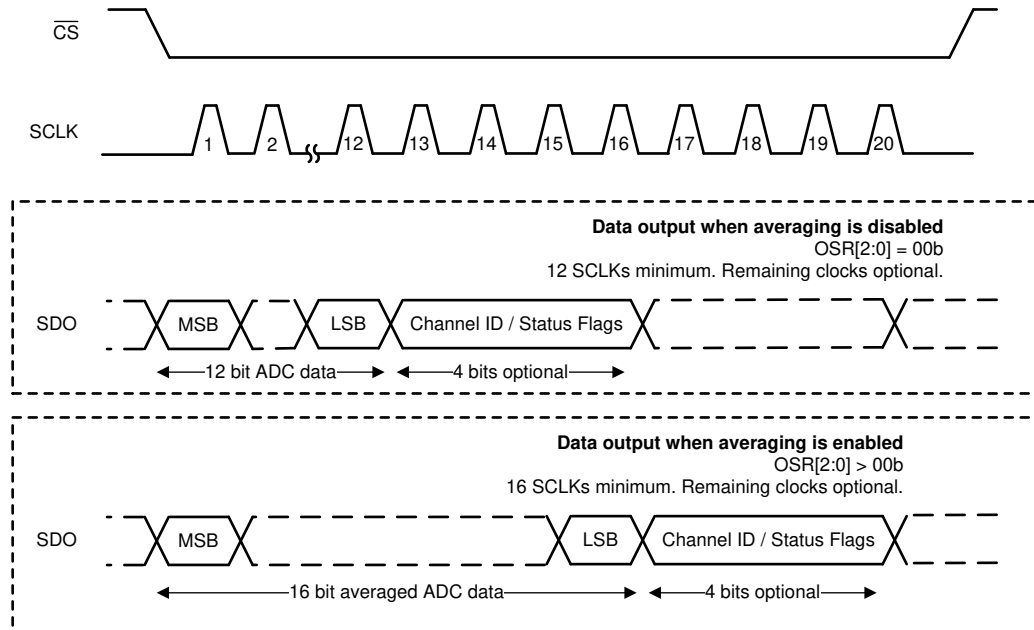 CS
SCLK
1 2 12 13 14 15 16 17 18 19 20
Data output when averaging is disabled
OSR[2:0] = 00b
12 SCLKs minimum. Remaining clocks optional.
SDO MSB LSB Channel ID / Status Flags
12 bit ADC data 4 bits optional
Data output when averaging is enabled
OSR[2:0] > 00b
16 SCLKs minimum. Remaining clocks optional.
SDO MSB LSB Channel ID / Status Flags
16 bit averaged ADC data 4 bits optional